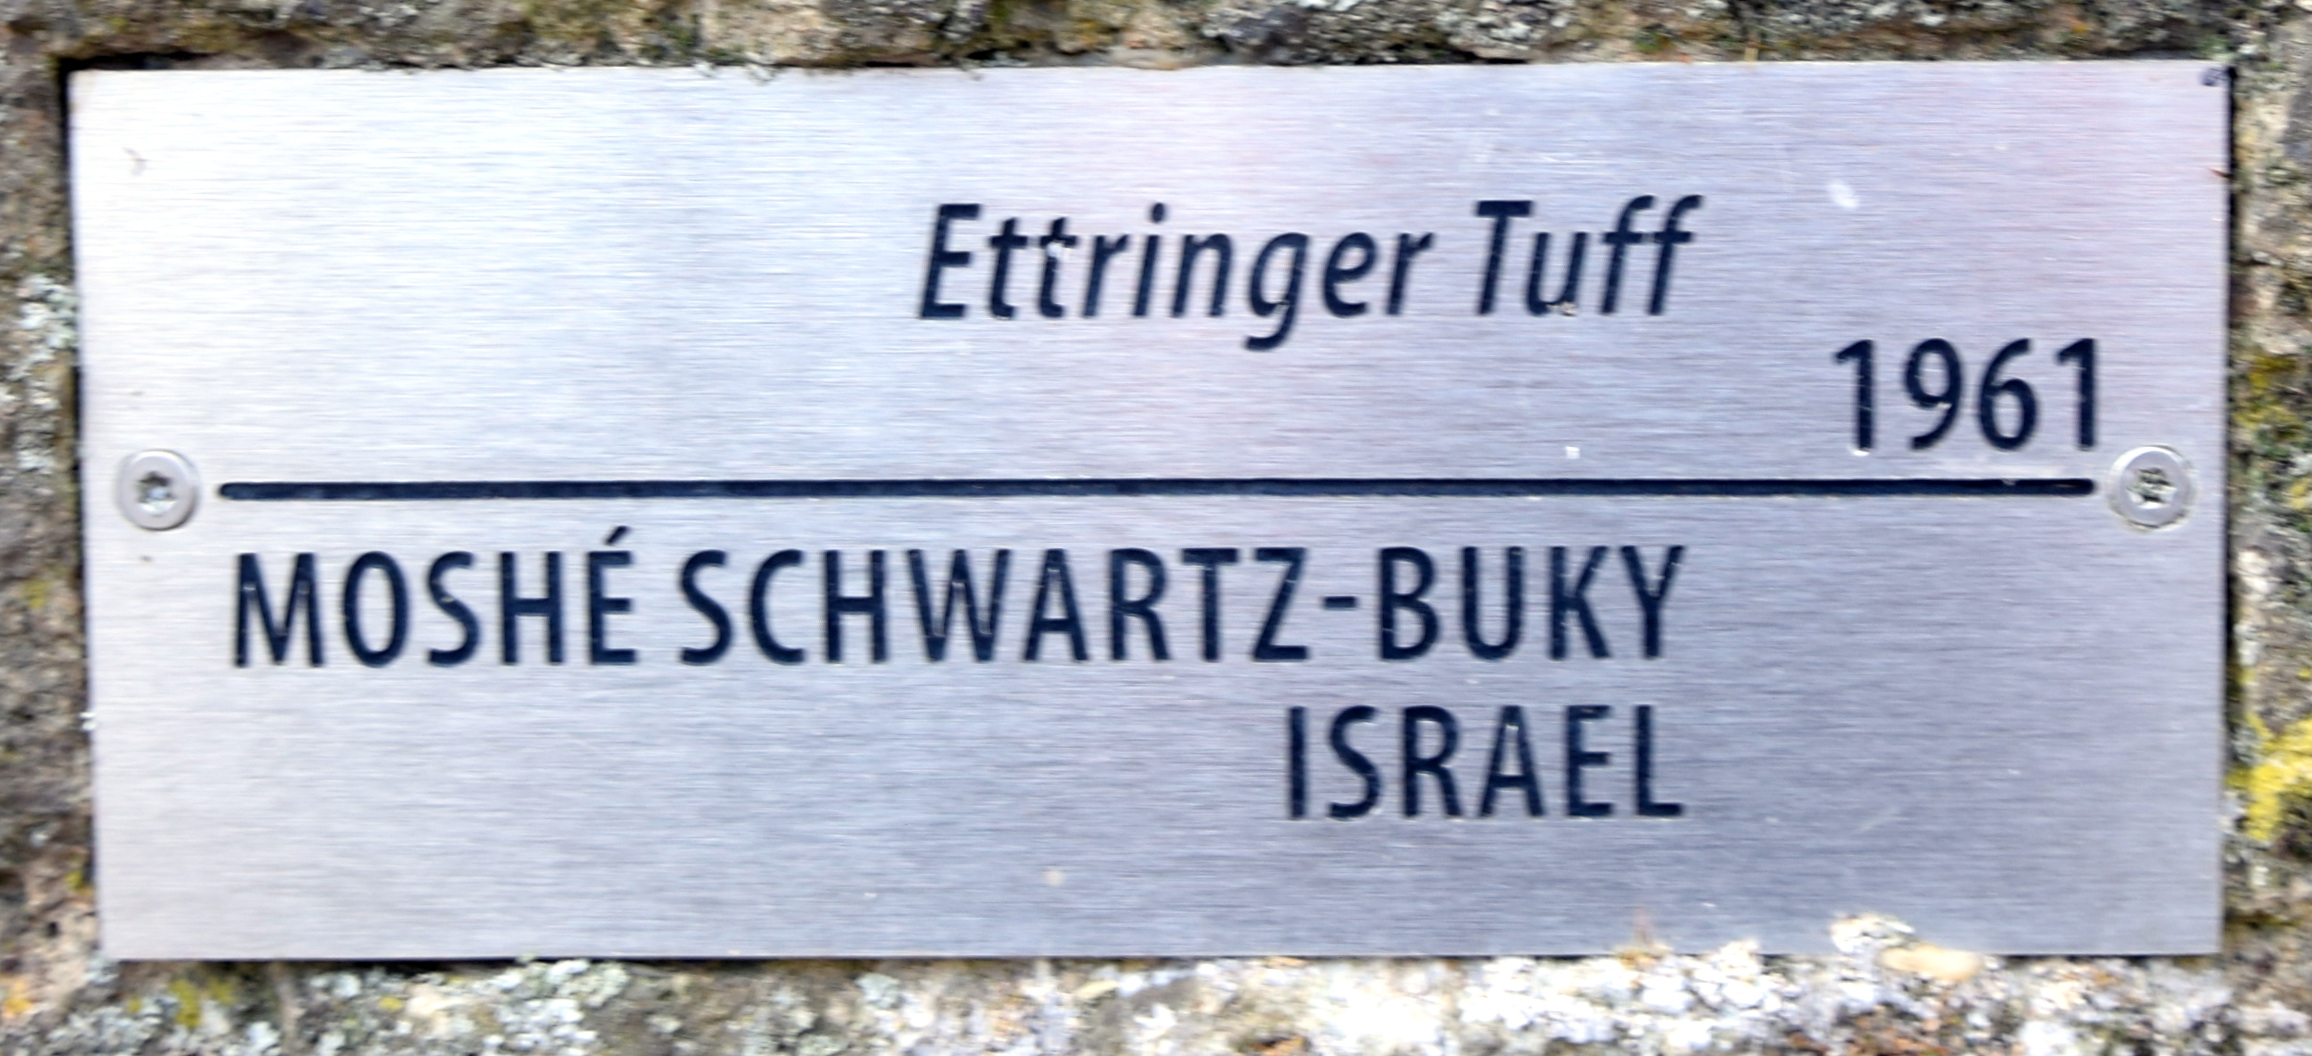 Ettringer Tuff
1961
MOSHÉ SCHWARTZ-BUKY
ISRAEL